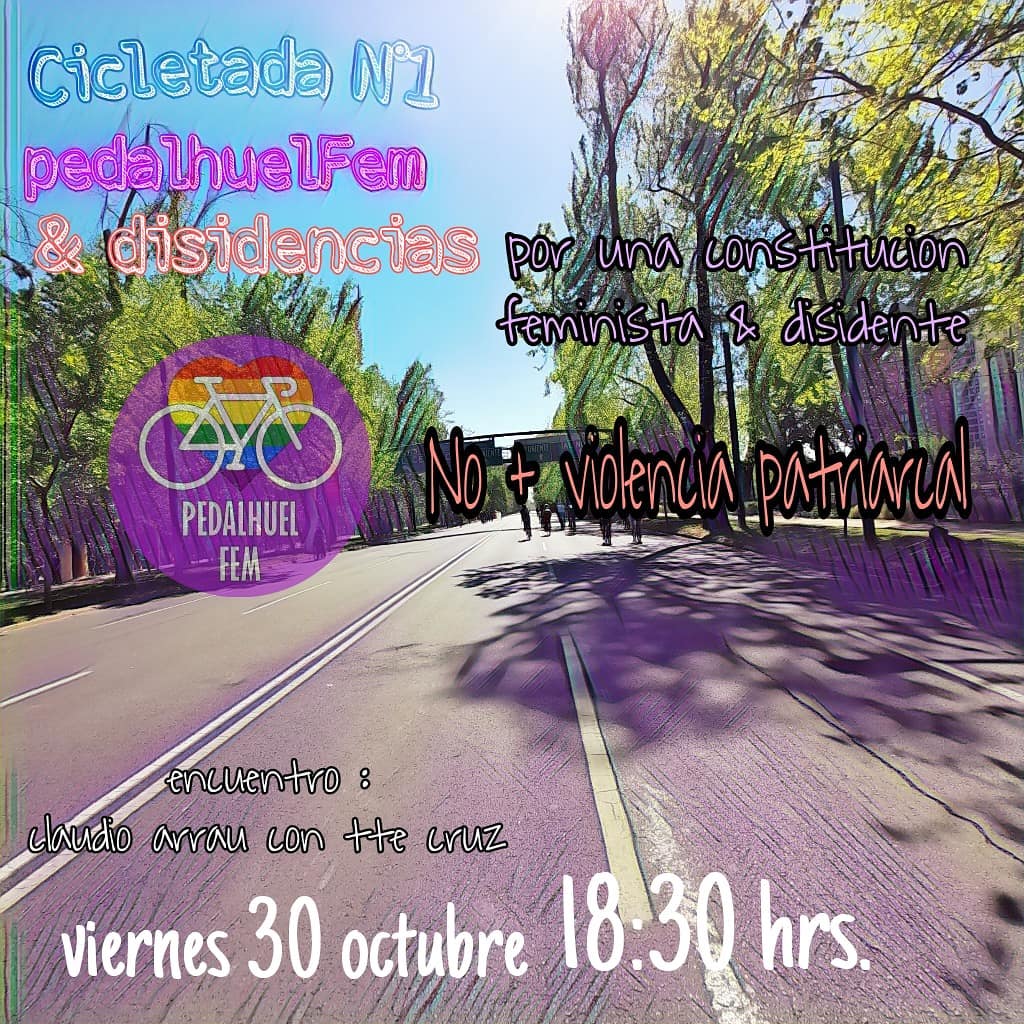 Cicletada N°1
pedalhuelFem
& disidencias
por una constitucion
feminista & disidente
No + violencia patriarcal
PEDALHUEL
FEM
encuentro :
claudio arrau con tte cruz
viernes 30 octubre 18:30 hrs.